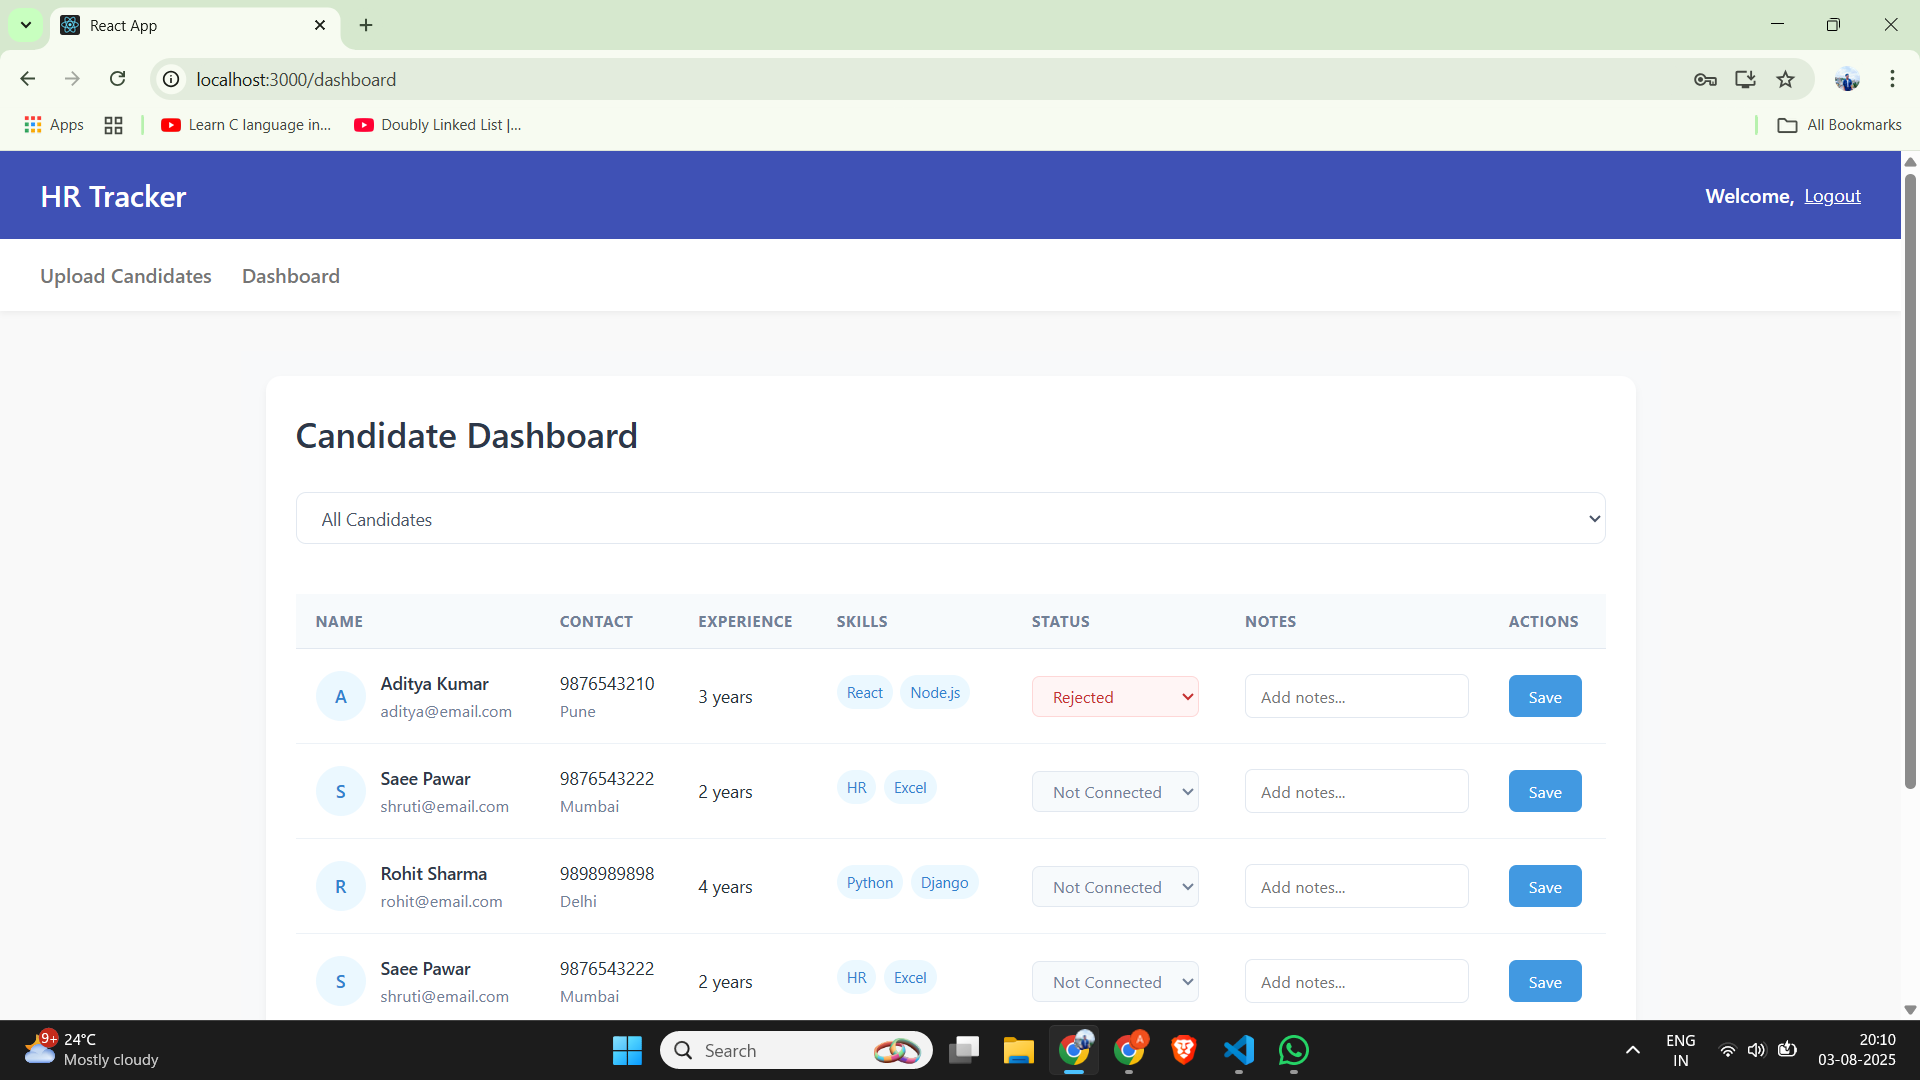 React App
localhost:3000/dashboard
Apps
Learn C language in...
Doubly Linked List |...
All Bookmarks
HR Tracker
Welcome, Logout
Upload Candidates Dashboard
Candidate Dashboard
All Candidates
NAME CONTACT EXPERIENCE SKILLS STATUS NOTES ACTIONS
A Aditya Kumar 9876543210 3 years React Node.js Rejected Add notes... Save
aditya@email.com Pune
S Saee Pawar 9876543222 2 years HR Excel Not Connected Add notes... Save
shruti@email.com Mumbai
R Rohit Sharma 9898989898 4 years Python Django Not Connected Add notes... Save
rohit@email.com Delhi
S Saee Pawar 9876543222 2 years HR Excel Not Connected Add notes... Save
shruti@email.com Mumbai
9+ 24°C
Mostly cloudy
Search
A
ENG
IN
20:10
03-08-2025